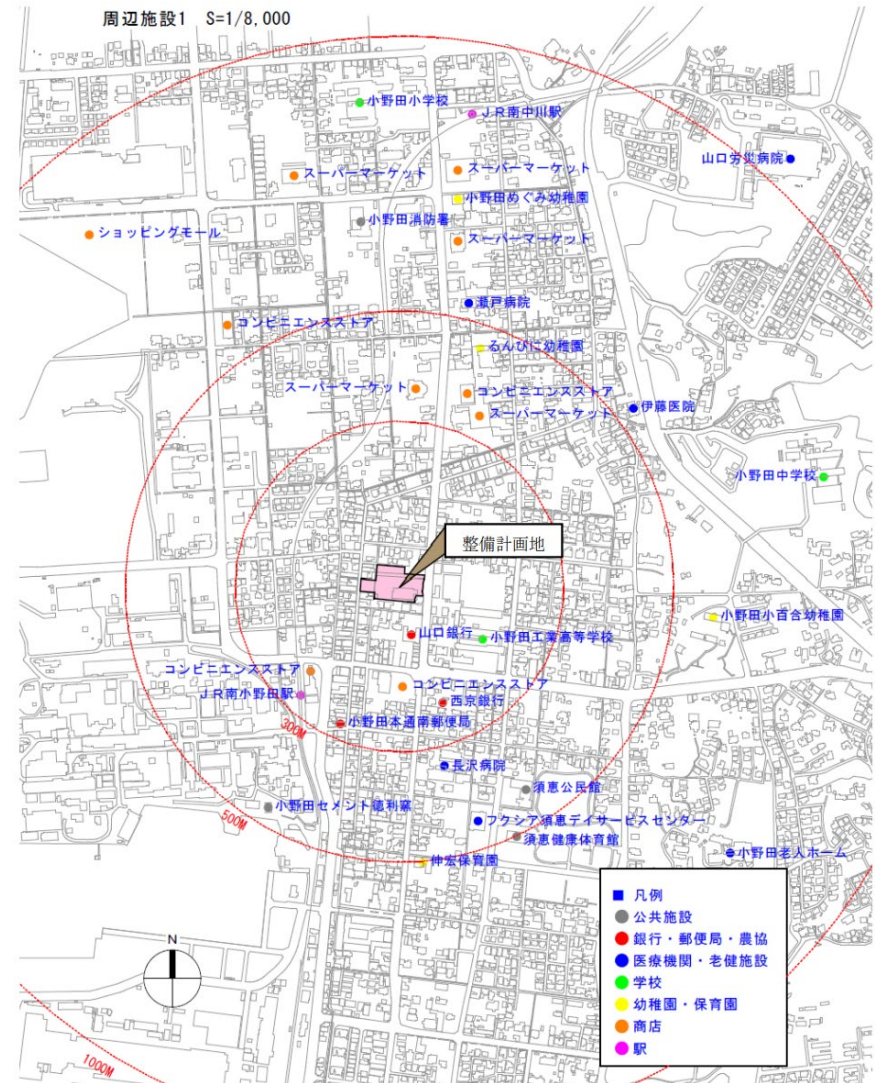 周辺施設1 S=1/8,000
小野田小学校
JR南中川駅
山口労災病院
スーパーマーケット
スーパーマーケット
小野田めぐみ幼稚園
小野田消防署
ショッピングモール
スーパーマーケット
瀬戸病院
コンビニエンスストア
るんびに幼稚園
スーパーマーケット
コンビニエンスストア
スーパーマーケット
伊藤医院
小野田中学校
整備計画地
小野田小百合幼稚園
山口銀行
小野田工業高等学校
コンビニエンスストア
コンビニエンスストア
JR南小野田駅
西京銀行
小野田本通南郵便局
300M
長沢病院
須恵公民館
小野田セメント徳利窯
フクシア須恵デイサービスセンター
500M
須恵健康体育館
仲宏保育園
小野田老人ホーム
凡例
公共施設
銀行・郵便局・農協
医療機関・老健施設
学校
幼稚園・保育園
商店
駅
N
1000M